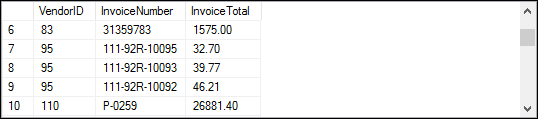 VendorID InvoiceNumber InvoiceTotal
6 83 31359783 1575.00
7 95 111-92R-10095 32.70
8 95 111-92R-10093 39.77
9 95 111-92R-10092 46.21
10 110 P-0259 26881.40